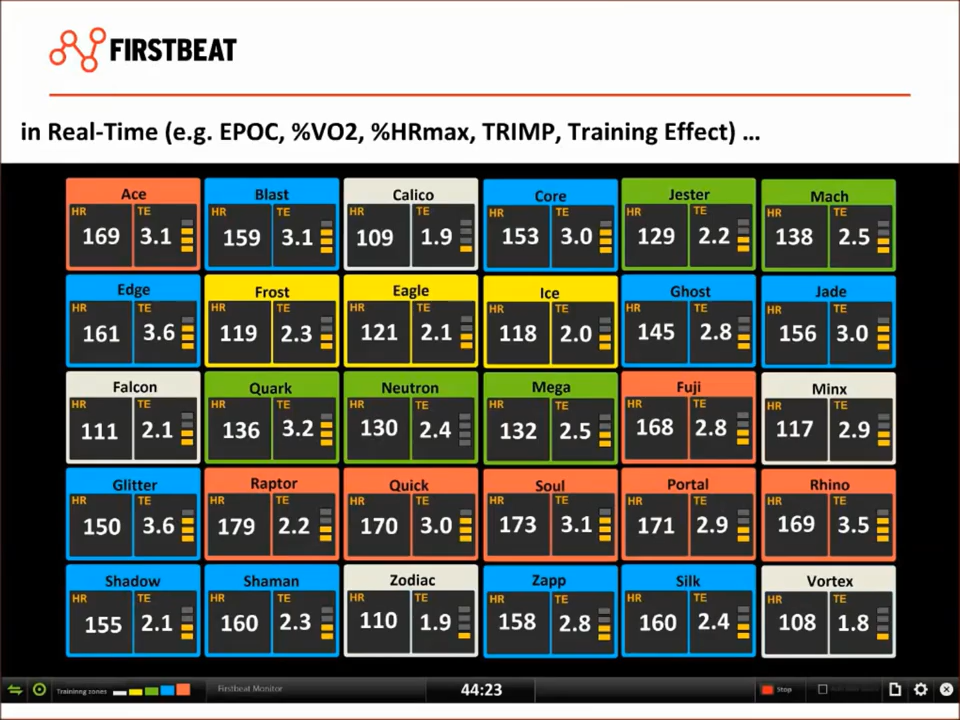 FIRSTBEAT
in Real-Time (e.g. EPOC, %VO2, %HRmax, TRIMP, Training Effect) ...
Ace Blast Calico Core Jester Mach
HR TE HR TE HR TE HR TE HR TE HR TE
169 3.1 159 3.1 109 1.9 153 3.0 129 2.2 138 2.5
Edge Frost Eagle Ice Ghost Jade
HR TE HR TE HR TE HR TE HR TE HR TE
161 3.6 119 2.3 121 2.1 118 2.0 145 2.8 156 3.0
Falcon Quark Neutron Mega Fuji Minx
HR TE HR TE HR TE HR TE HR TE HR TE
111 2.1 136 3.2 130 2.4 132 2.5 168 2.8 117 2.9
Glitter Raptor Quick Soul Portal Rhino
HR TE HR TE HR TE HR TE HR TE HR TE
150 3.6 179 2.2 170 3.0 173 3.1 171 2.9 169 3.5
Shadow Shaman Zodiac Zapp Silk Vortex
HR TE HR TE HR TE HR TE HR TE HR TE
155 2.1 160 2.3 110 1.9 158 2.8 160 2.4 108 1.8
Traininng zones Firstbeat Monitor 44:23 Stop